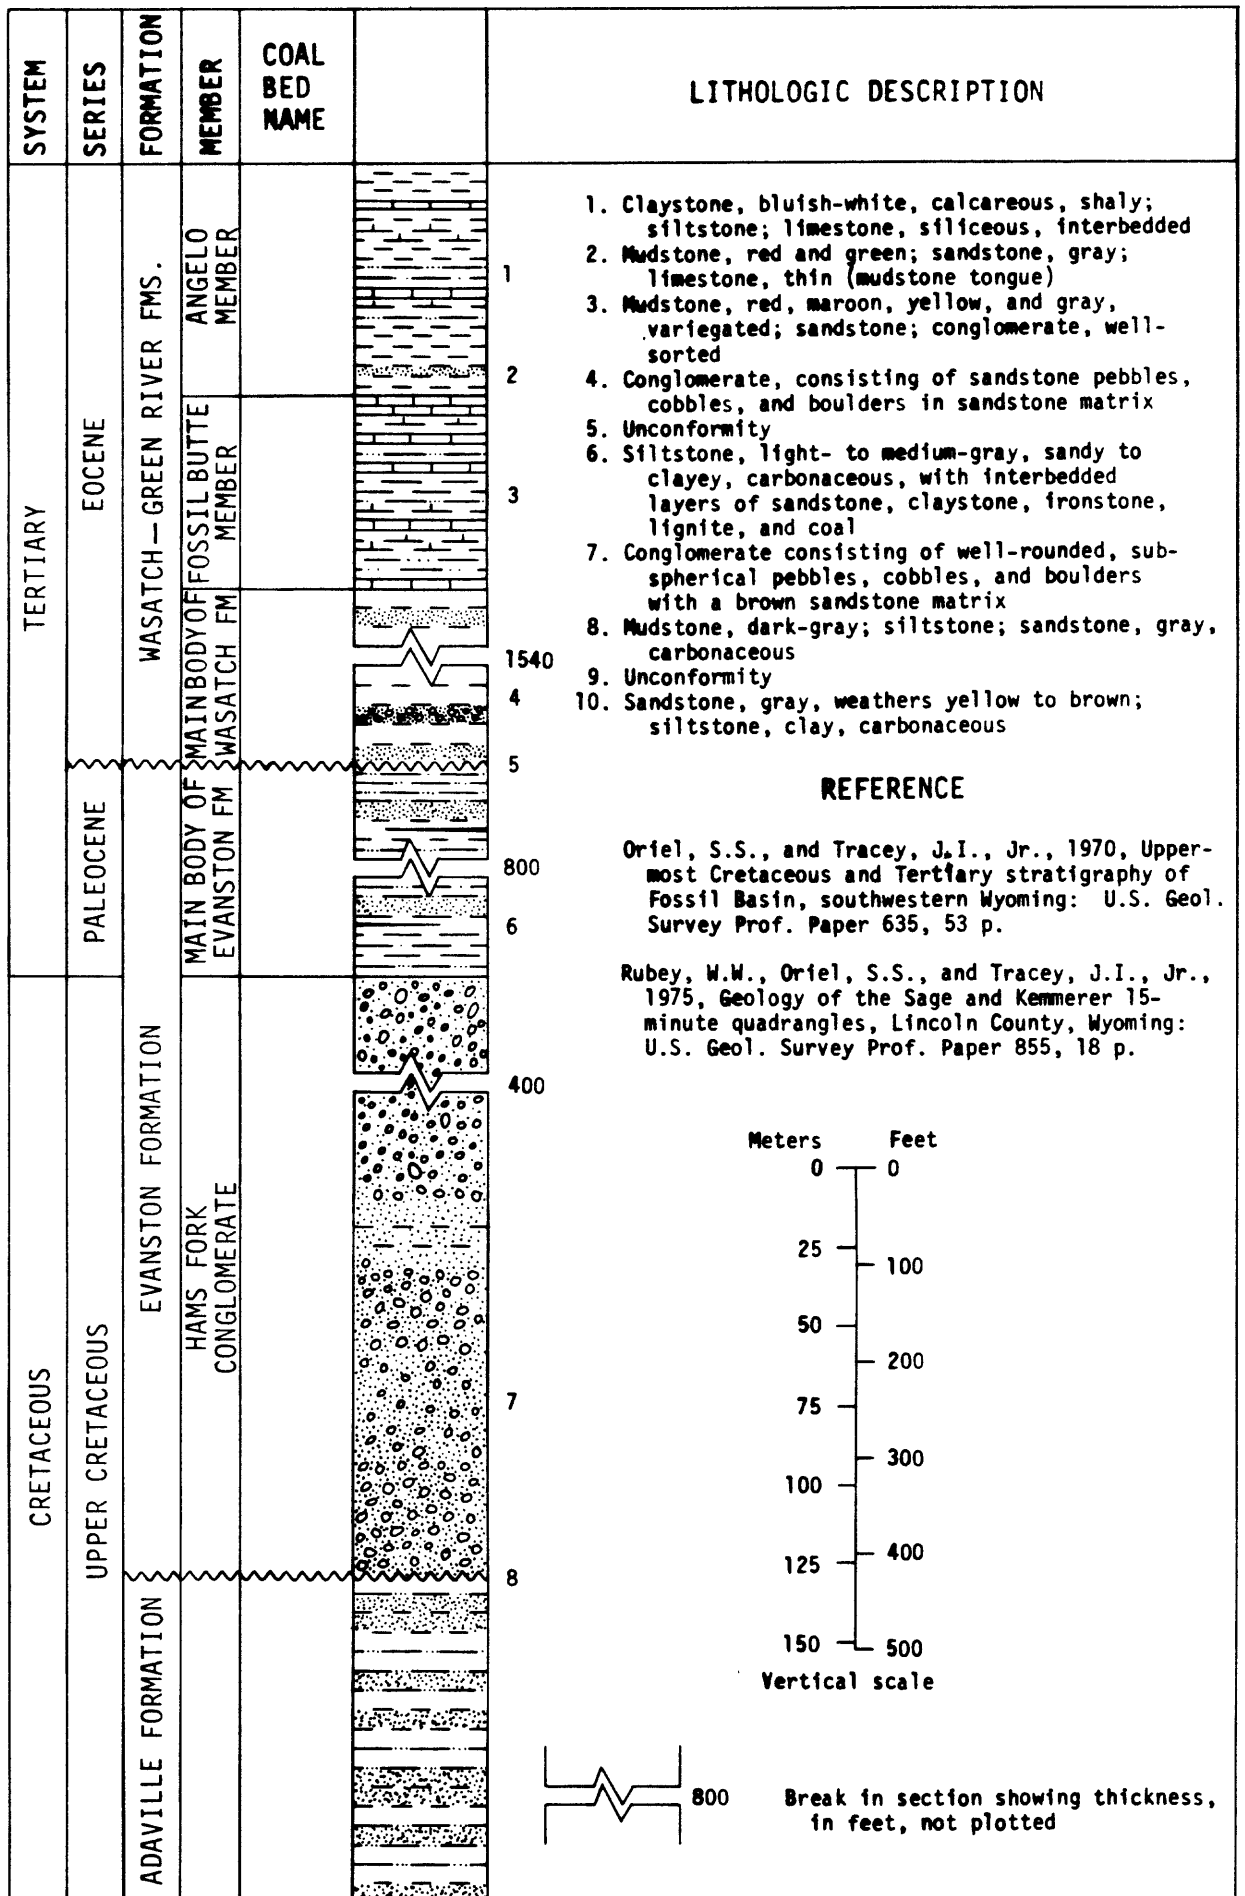 SYSTEM
SERIES
FORMATION
MEMBER
COAL
BED
NAME
LITHOLOGIC DESCRIPTION
TERTIARY
CRETACEOUS
EOCENE
PALEOCENE
UPPER CRETACEOUS
WASATCH—GREEN RIVER FMS.
EVANSTON FORMATION
ADAVILLE FORMATION
ANGELO
MEMBER
FOSSIL BUTTE
MEMBER
MAIN BODY OF
WASATCH FM
MAIN BODY OF
EVANSTON FM
HAMS FORK
CONGLOMERATE
1
2
3
1540
4
5
800
6
400
7
8
1. Claystone, bluish-white, calcareous, shaly;
siltstone; limestone, siliceous, interbedded
2. Mudstone, red and green; sandstone, gray;
limestone, thin (mudstone tongue)
3. Mudstone, red, maroon, yellow, and gray,
variegated; sandstone; conglomerate, well-
sorted
4. Conglomerate, consisting of sandstone pebbles,
cobbles, and boulders in sandstone matrix
5. Unconformity
6. Siltstone, light- to medium-gray, sandy to
clayey, carbonaceous, with interbedded
layers of sandstone, claystone, ironstone,
lignite, and coal
7. Conglomerate consisting of well-rounded, sub-
spherical pebbles, cobbles, and boulders
with a brown sandstone matrix
8. Mudstone, dark-gray; siltstone; sandstone, gray,
carbonaceous
9. Unconformity
10. Sandstone, gray, weathers yellow to brown;
siltstone, clay, carbonaceous
REFERENCE
Oriel, S.S., and Tracey, J.I., Jr., 1970, Upper-
most Cretaceous and Tertiary stratigraphy of
Fossil Basin, southwestern Wyoming: U.S. Geol.
Survey Prof. Paper 635, 53 p.
Rubey, W.W., Oriel, S.S., and Tracey, J.I., Jr.,
1975, Geology of the Sage and Kemmerer 15-
minute quadrangles, Lincoln County, Wyoming:
U.S. Geol. Survey Prof. Paper 855, 18 p.
Meters Feet
0 0
25
100
50
200
75
300
100
400
125
150 500
Vertical scale
800 Break in section showing thickness,
in feet, not plotted